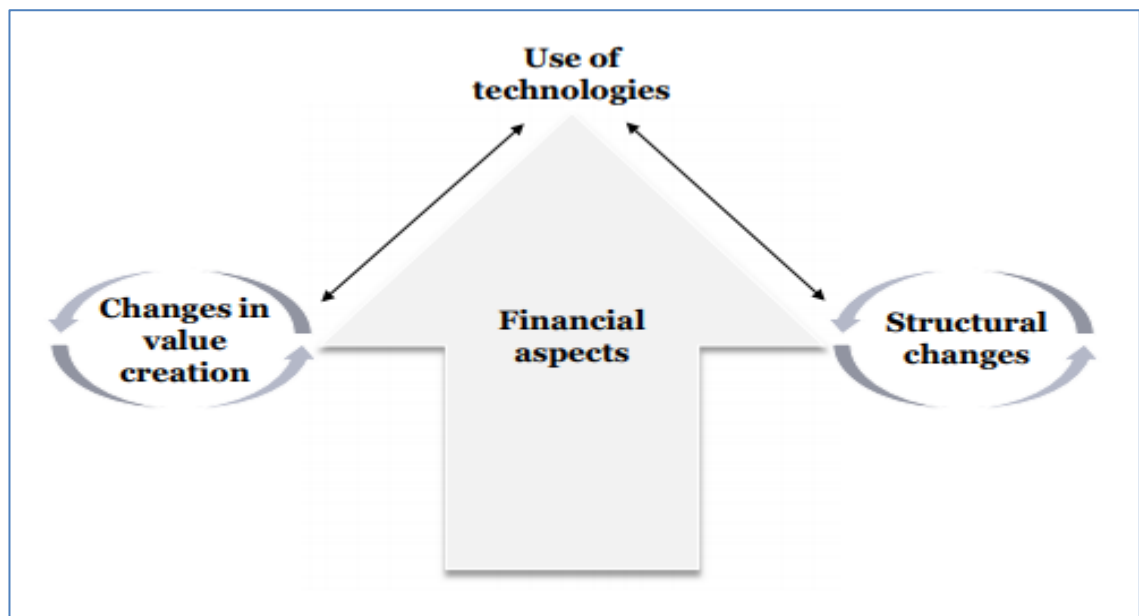 Use of
technologies
Changes in
value
creation
Financial
aspects
Structural
changes